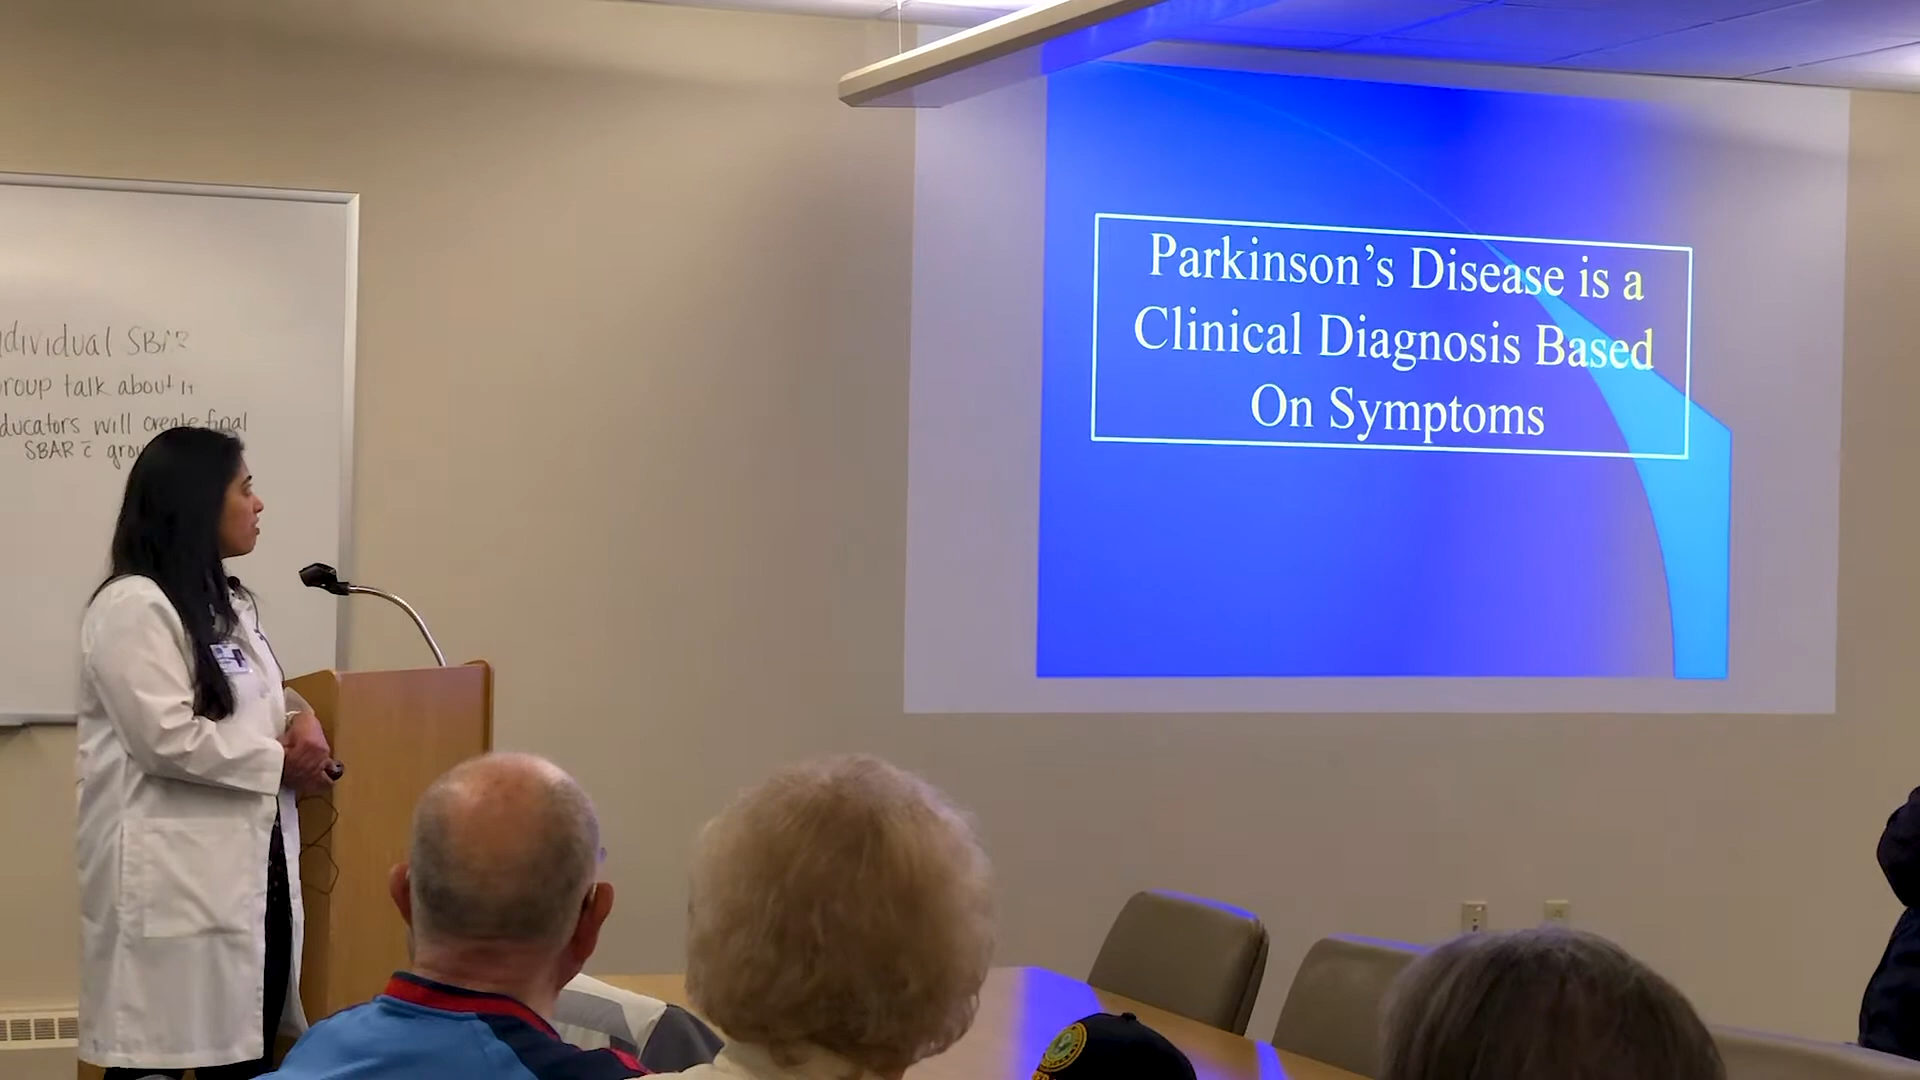 dividual SBAR
roup talk about it
ducators will create final
SBAR c̄ grou
Parkinson's Disease is a
Clinical Diagnosis Based
On Symptoms